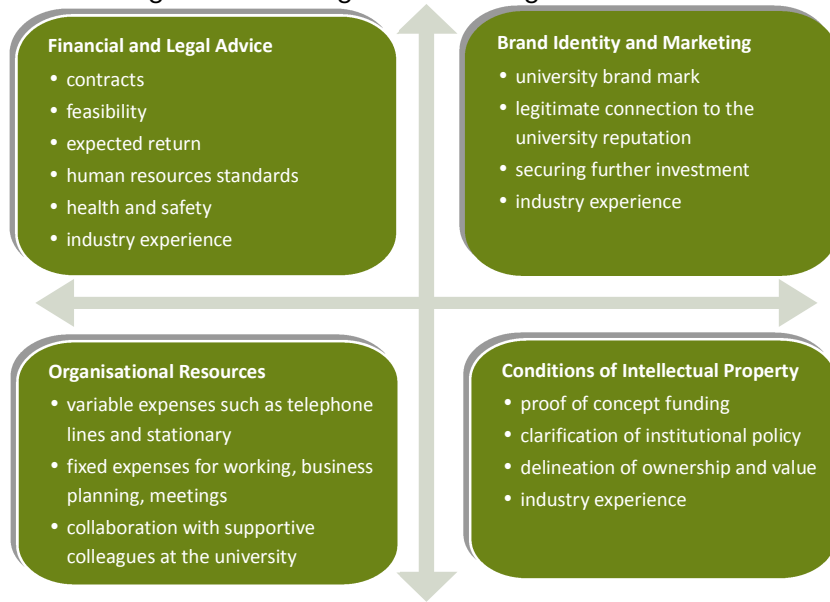 Financial and Legal Advice
• contracts
• feasibility
• expected return
• human resources standards
• health and safety
• industry experience
Brand Identity and Marketing
• university brand mark
• legitimate connection to the
university reputation
• securing further investment
• industry experience
Organisational Resources
• variable expenses such as telephone
lines and stationary
• fixed expenses for working, business
planning, meetings
• collaboration with supportive
colleagues at the university
Conditions of Intellectual Property
• proof of concept funding
• clarification of institutional policy
• delineation of ownership and value
• industry experience